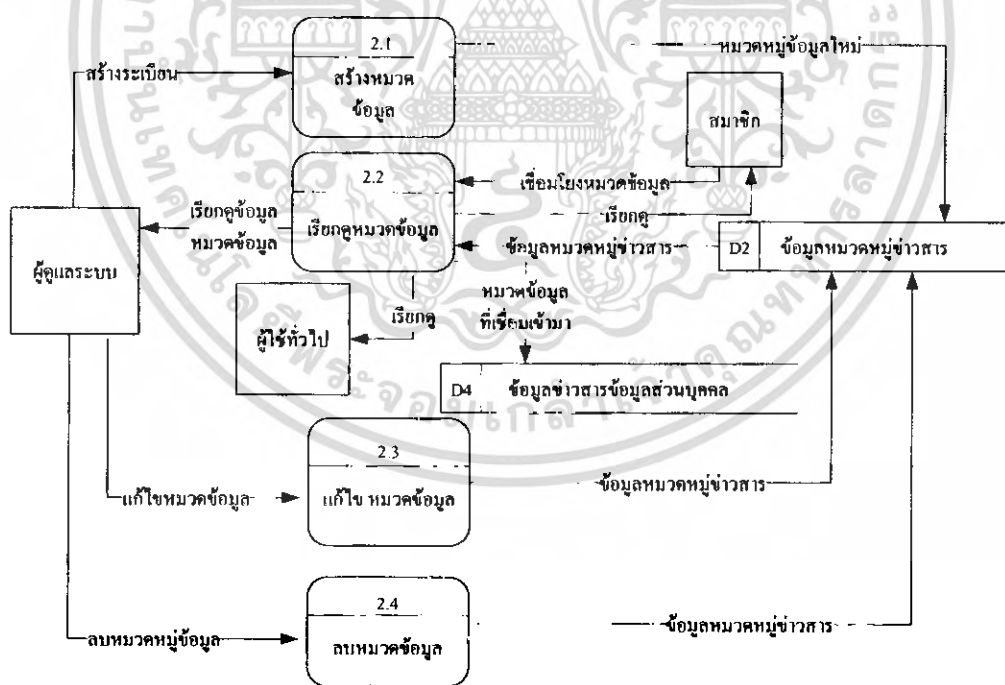 2.1
หมวดหมู่ข้อมูลใหม่
สร้างระเบียน
สร้างหมวด
ข้อมูล
สมาชิก
2.2
เชื่อมโยงหมวดข้อมูล
เรียกดูข้อมูล
หมวดข้อมูล
เรียกดูหมวดข้อมูล
เรียกดู
ข้อมูลหมวดหมู่ข่าวสาร
D2
ข้อมูลหมวดหมู่ข่าวสาร
ผู้ดูแลระบบ
หมวดข้อมูล
ที่เชื่อมเข้ามา
เรียกดู
ผู้ใช้ทั่วไป
D4
ข้อมูลข่าวสารข้อมูลส่วนบุคคล
2.3
แก้ไขหมวดข้อมูล
แก้ไข หมวดข้อมูล
ข้อมูลหมวดหมู่ข่าวสาร
2.4
ลบหมวดหมู่ข้อมูล
ลบหมวดข้อมูล
ข้อมูลหมวดหมู่ข่าวสาร